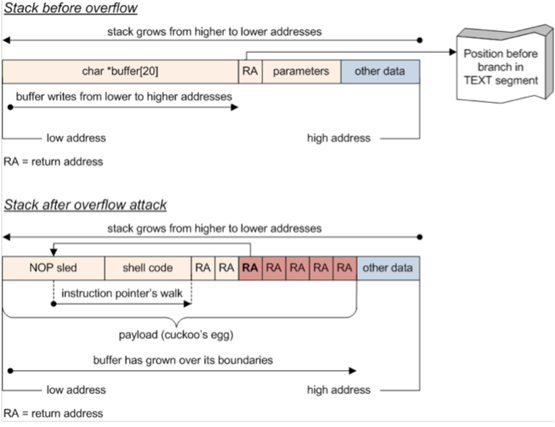 Stack before overflow
stack grows from higher to lower addresses
char *buffer[20]
RA
parameters
other data
Position before
branch in
TEXT segment
buffer writes from lower to higher addresses
low address
high address
RA = return address
Stack after overflow attack
stack grows from higher to lower addresses
NOP sled
shell code
RA
RA
RA
RA
RA
RA
RA
other data
instruction pointer's walk
payload (cuckoo's egg)
buffer has grown over its boundaries
low address
high address
RA = return address